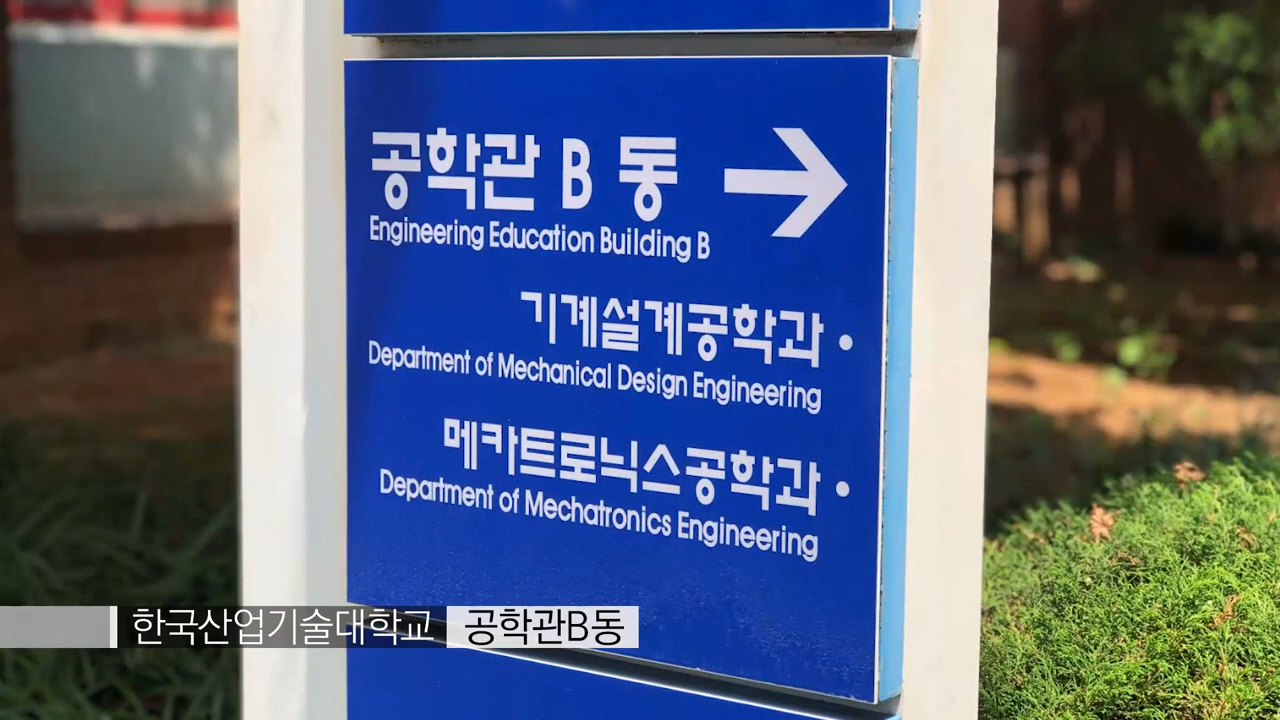 공학관 B 동 →
Engineering Education Building B
기계설계공학과 •
Department of Mechanical Design Engineering
메카트로닉스공학과 •
Department of Mechatronics Engineering
한국산업기술대학교 공학관B동